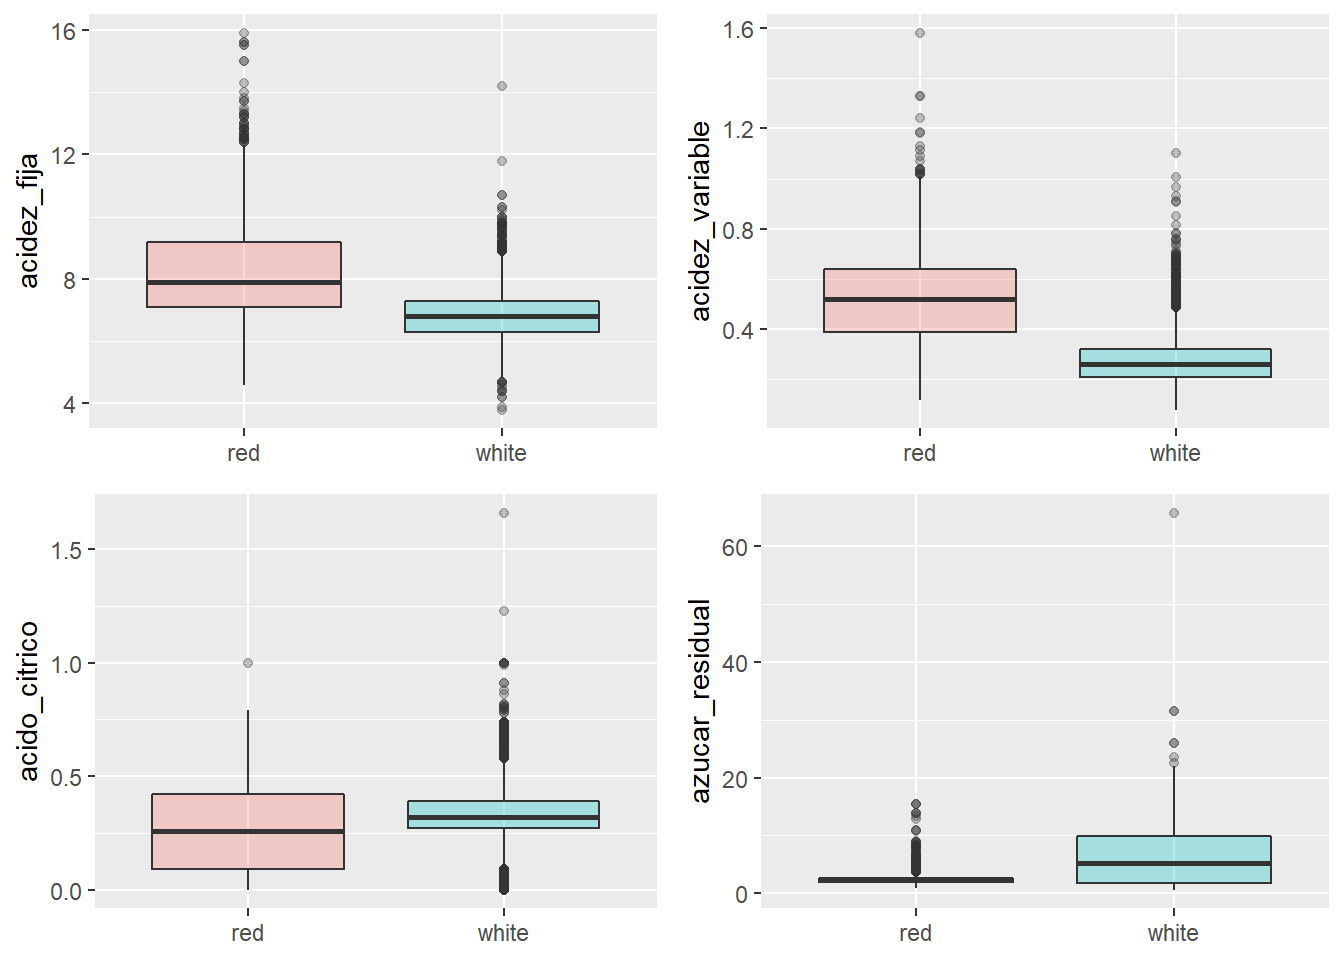 acidez_fija
16
12
8
4
red white
acidez_variable
1.6
1.2
0.8
0.4
red white
acido_citrico
1.5
1.0
0.5
0.0
red white
azucar_residual
60
40
20
0
red white